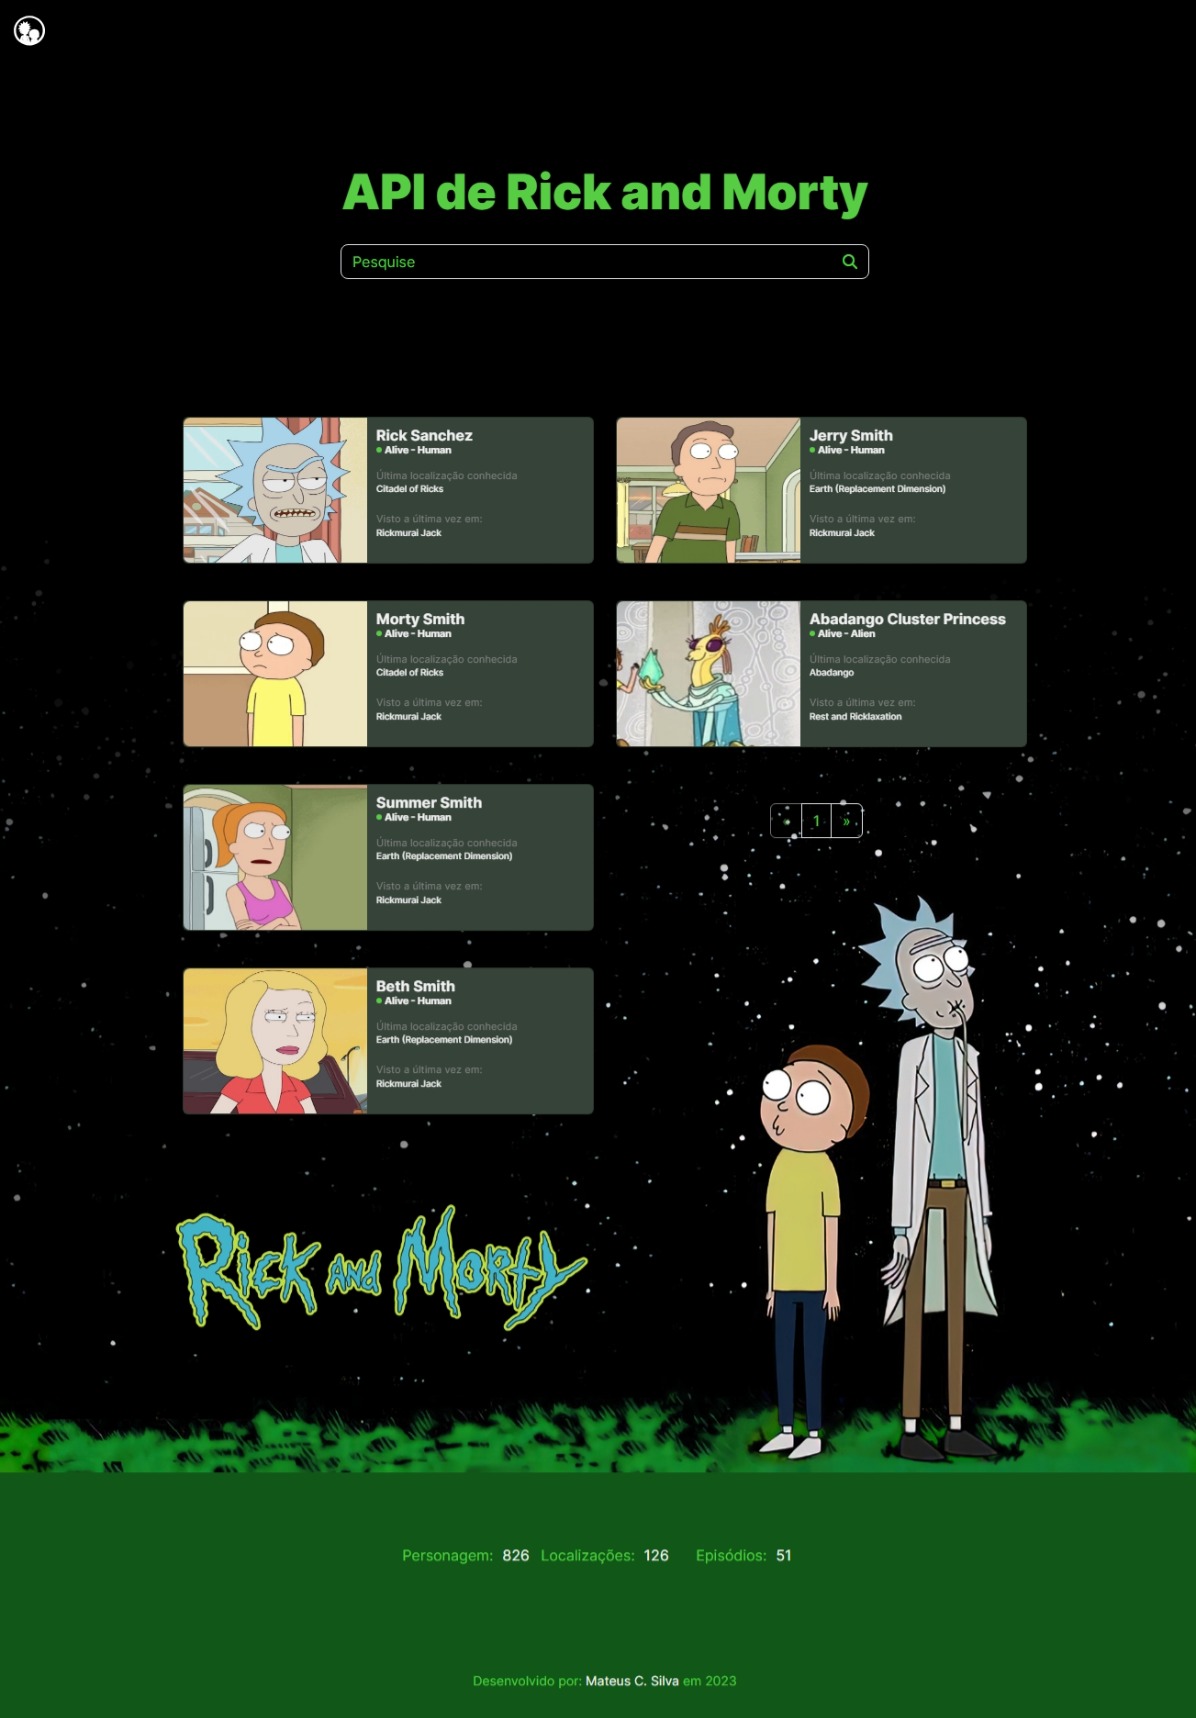 API de Rick and Morty
Pesquise
Rick Sanchez
Alive - Human
Última localização conhecida
Citadel of Ricks
Visto a última vez em:
Rickmurai Jack
Jerry Smith
Alive - Human
Última localização conhecida
Earth (Replacement Dimension)
Visto a última vez em:
Rickmurai Jack
Morty Smith
Alive - Human
Última localização conhecida
Citadel of Ricks
Visto a última vez em:
Rickmurai Jack
Abadango Cluster Princess
Alive - Alien
Última localização conhecida
Abadango
Visto a última vez em:
Rest and Ricklaxation
Summer Smith
Alive - Human
Última localização conhecida
Earth (Replacement Dimension)
Visto a última vez em:
Rickmurai Jack
1 »
Beth Smith
Alive - Human
Última localização conhecida
Earth (Replacement Dimension)
Visto a última vez em:
Rickmurai Jack
Rick and Morty
Personagem: 826 Localizações: 126 Episódios: 51
Desenvolvido por: Mateus C. Silva em 2023